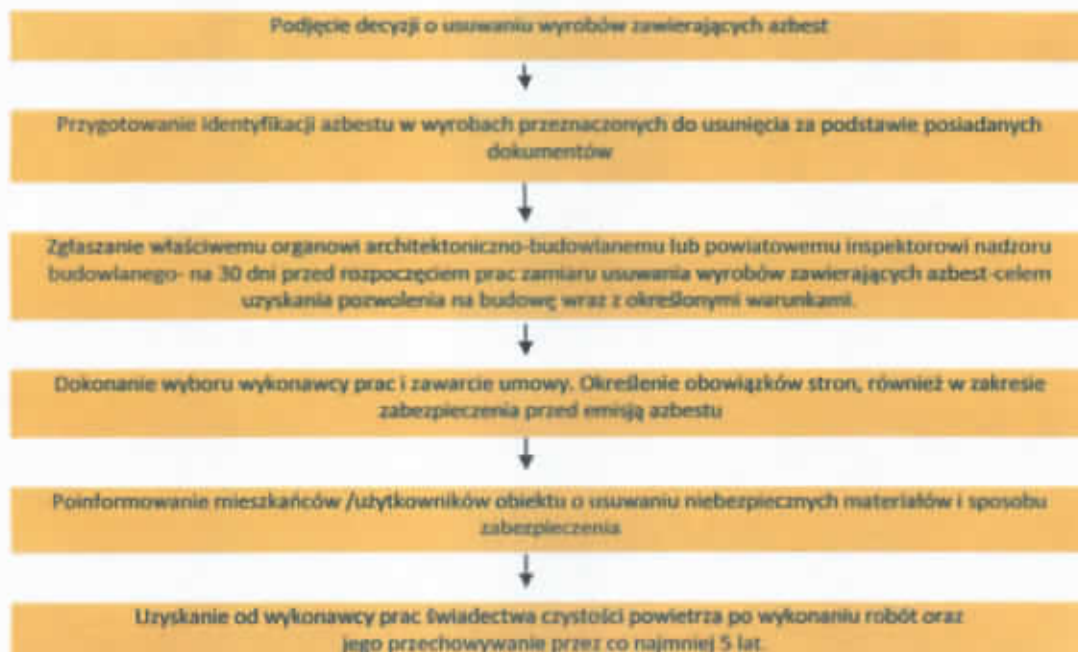 Podjęcie decyzji o usuwaniu wyrobów zawierających azbest
Przygotowanie identyfikacji azbestu w wyrobach przeznaczonych do usunięcia za podstawie posiadanych
dokumentów
Zgłaszanie właściwemu organowi architektoniczno-budowlanemu lub powiatowemu inspektorowi nadzoru
budowlanego- na 30 dni przed rozpoczęciem prac zamiaru usuwania wyrobów zawierających azbest-celem
uzyskania pozwolenia na budowę wraz z określonymi warunkami.
Dokonanie wyboru wykonawcy prac i zawarcie umowy. Określenie obowiązków stron, również w zakresie
zabezpieczenia przed emisją azbestu
Poinformowanie mieszkańców /użytkowników obiektu o usuwaniu niebezpiecznych materiałów i sposobu
zabezpieczenia
Uzyskanie od wykonawcy prac świadectwa czystości powietrza po wykonaniu robót oraz
jego przechowywanie przez co najmniej 5 lat.